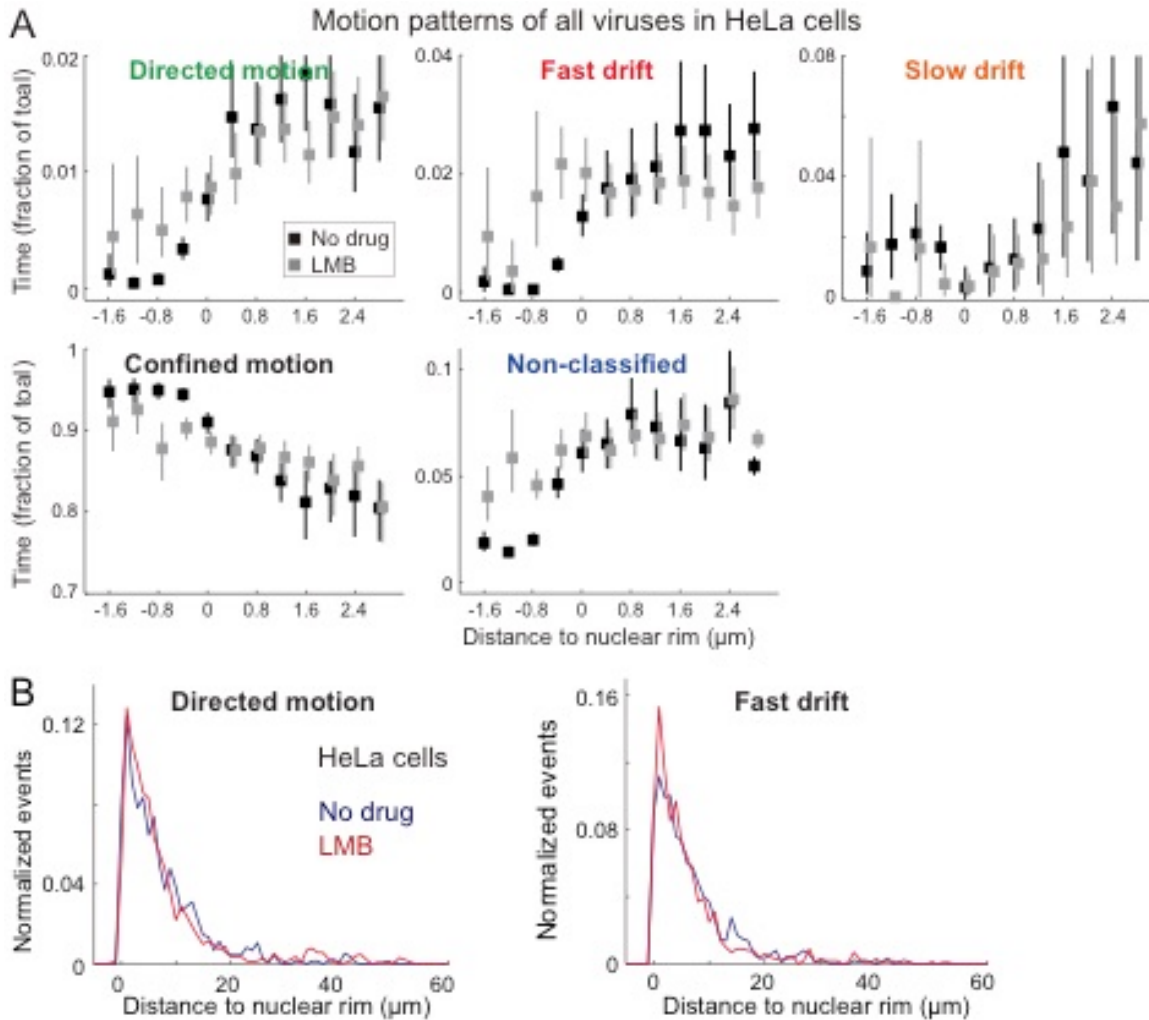 A
Motion patterns of all viruses in HeLa cells
Time (fraction of toal)
0.02
0.01
0
Directed motion
No drug
LMB
-1.6 -0.8 0 0.8 1.6 2.4
0.04
0.02
0
Fast drift
-1.6 -0.8 0 0.8 1.6 2.4
0.08
0.04
0
Slow drift
-1.6 -0.8 0 0.8 1.6 2.4
Time (fraction of toal)
1
0.9
0.8
0.7
Confined motion
-1.6 -0.8 0 0.8 1.6 2.4
0.1
0.05
0
Non-classified
-1.6 -0.8 0 0.8 1.6 2.4
Distance to nuclear rim (µm)
B
Normalized events
0.12
0.04
0
Directed motion
HeLa cells
No drug
LMB
0 20 40 60
Distance to nuclear rim (µm)
Normalized events
0.16
0.08
0
Fast drift
0 20 40 60
Distance to nuclear rim (µm)